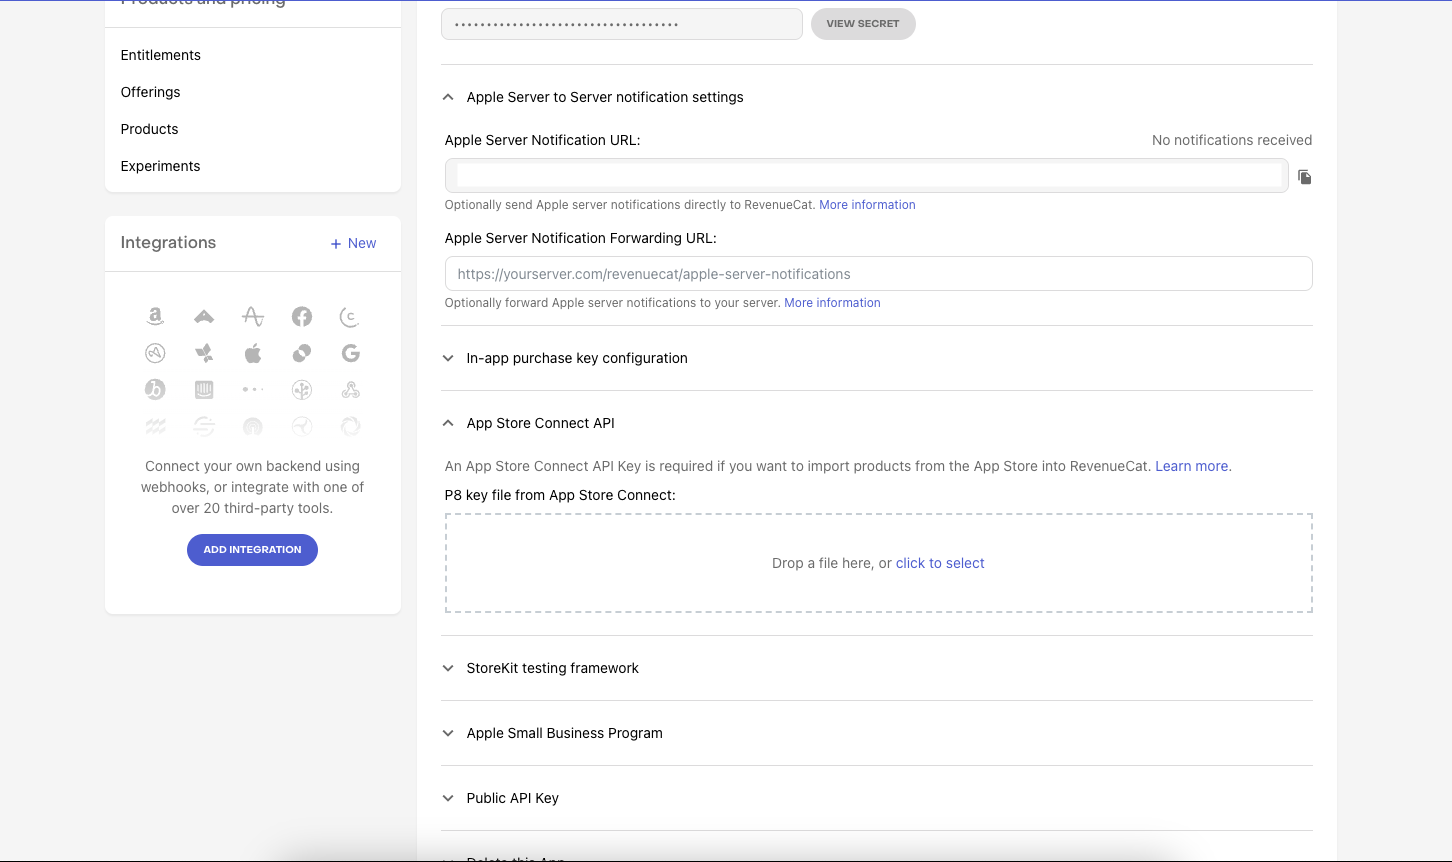 Products and pricing
Entitlements
Offerings
Products
Experiments
Integrations
+ New
Connect your own backend using
webhooks, or integrate with one of
over 20 third-party tools.
ADD INTEGRATION
VIEW SECRET
Apple Server to Server notification settings
Apple Server Notification URL:
No notifications received
Optionally send Apple server notifications directly to RevenueCat. More information
Apple Server Notification Forwarding URL:
https://yourserver.com/revenuecat/apple-server-notifications
Optionally forward Apple server notifications to your server. More information
In-app purchase key configuration
App Store Connect API
An App Store Connect API Key is required if you want to import products from the App Store into RevenueCat. Learn more.
P8 key file from App Store Connect:
Drop a file here, or click to select
StoreKit testing framework
Apple Small Business Program
Public API Key
Delete this App